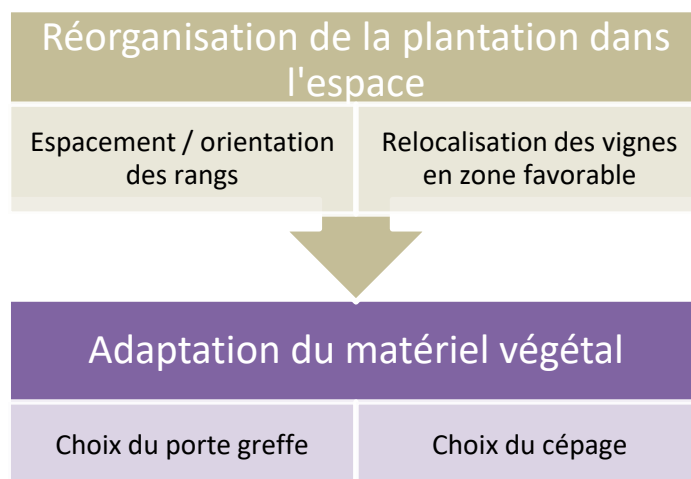 Réorganisation de la plantation dans
l'espace
Espacement / orientation
des rangs
Relocalisation des vignes
en zone favorable
Adaptation du matériel végétal
Choix du porte greffe
Choix du cépage